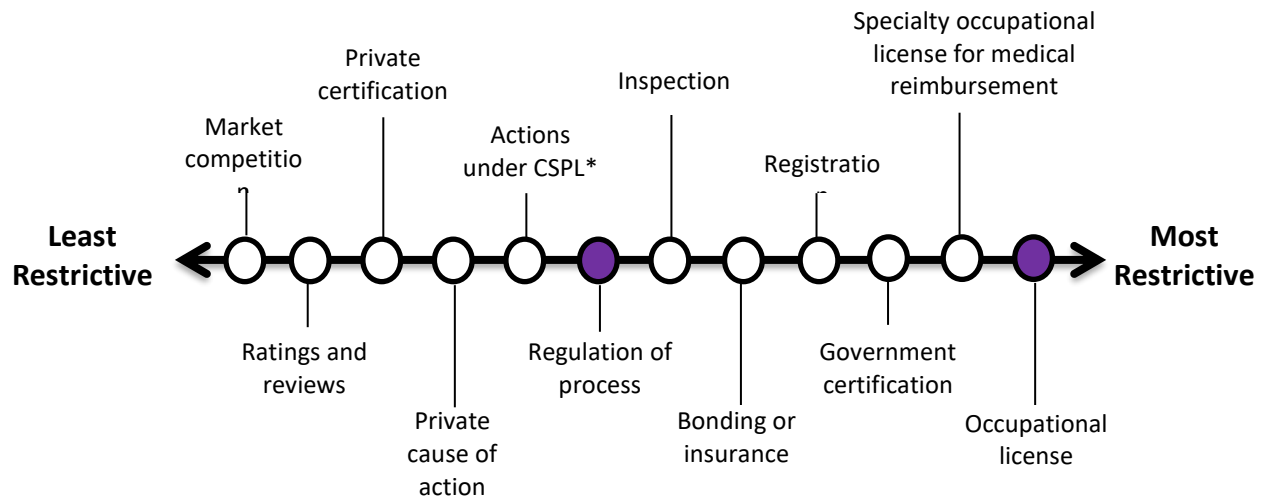 Specialty occupational
license for medical
reimbursement
Private
certification
Inspection
Market
competitio
n
Actions
under CSPL*
Registratio
n
Least
Restrictive
Most
Restrictive
Ratings and
reviews
Regulation of
process
Government
certification
Private
cause of
action
Bonding or
insurance
Occupational
license